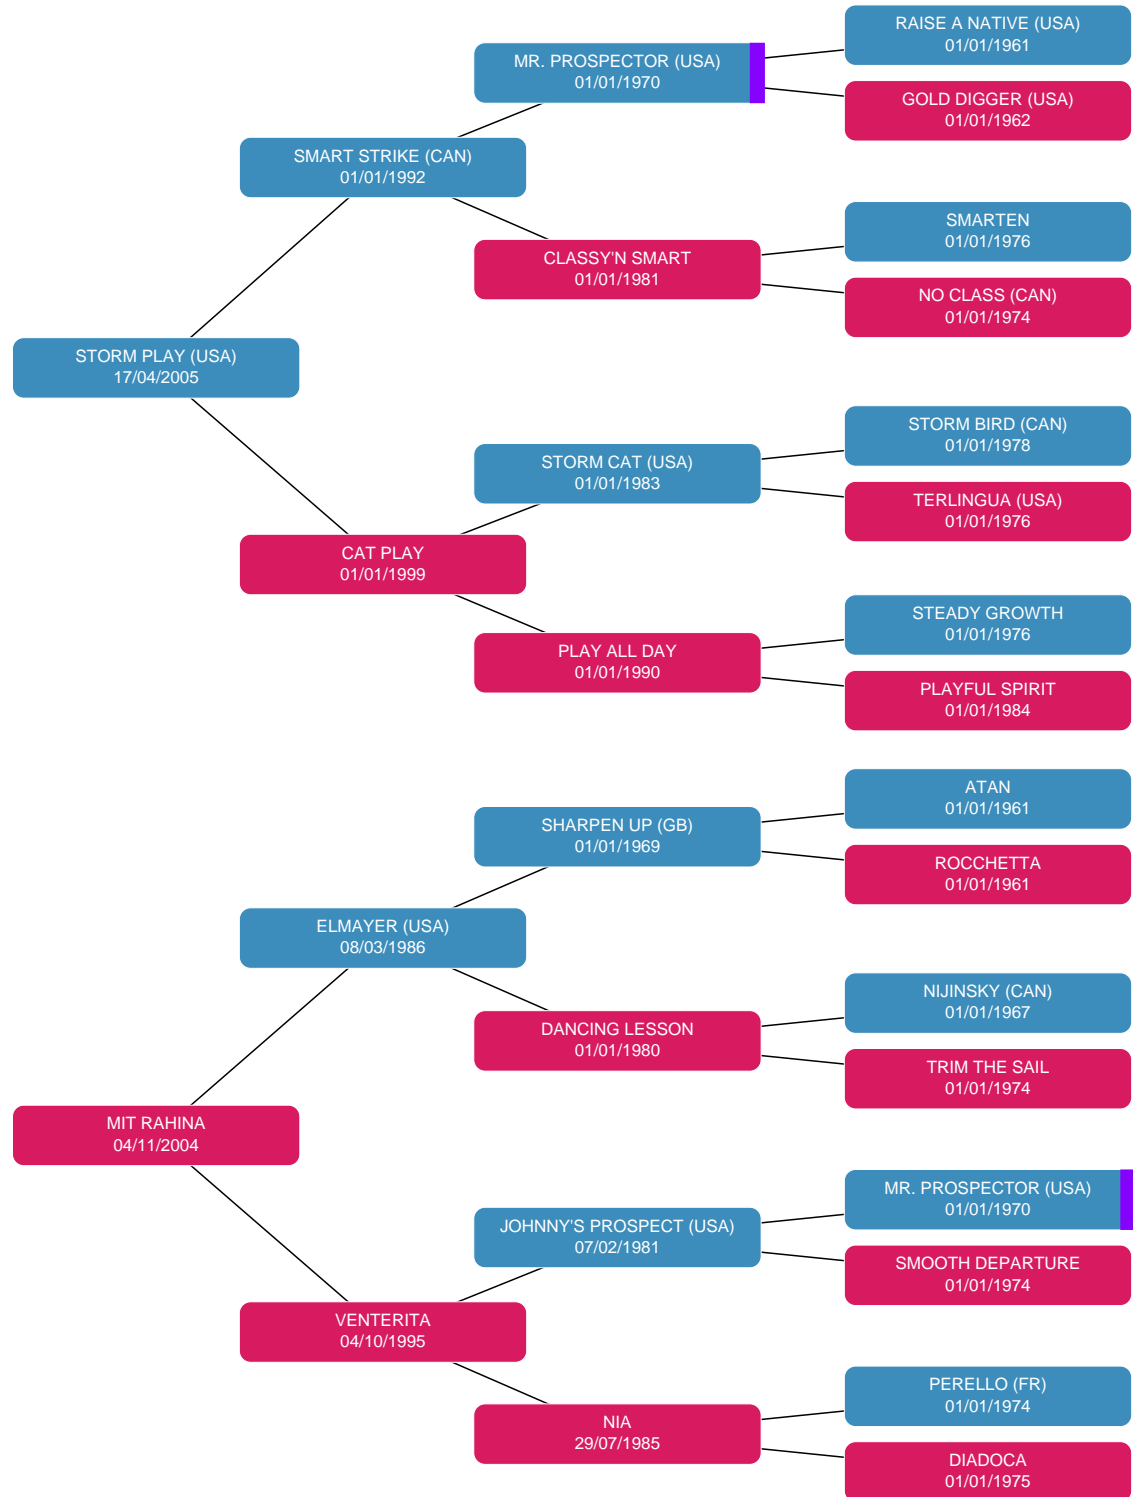 RAISE A NATIVE (USA)
01/01/1961
MR. PROSPECTOR (USA)
01/01/1970
GOLD DIGGER (USA)
01/01/1962
SMART STRIKE (CAN)
01/01/1992
SMARTEN
01/01/1976
CLASSY'N SMART
01/01/1981
NO CLASS (CAN)
01/01/1974
STORM PLAY (USA)
17/04/2005
STORM BIRD (CAN)
01/01/1978
STORM CAT (USA)
01/01/1983
TERLINGUA (USA)
01/01/1976
CAT PLAY
01/01/1999
STEADY GROWTH
01/01/1976
PLAY ALL DAY
01/01/1990
PLAYFUL SPIRIT
01/01/1984
ATAN
01/01/1961
SHARPEN UP (GB)
01/01/1969
ROCCHETTA
01/01/1961
ELMAYER (USA)
08/03/1986
NIJINSKY (CAN)
01/01/1967
DANCING LESSON
01/01/1980
TRIM THE SAIL
01/01/1974
MIT RAHINA
04/11/2004
MR. PROSPECTOR (USA)
01/01/1970
JOHNNY'S PROSPECT (USA)
07/02/1981
SMOOTH DEPARTURE
01/01/1974
VENTERITA
04/10/1995
PERELLO (FR)
01/01/1974
NIA
29/07/1985
DIADOCA
01/01/1975